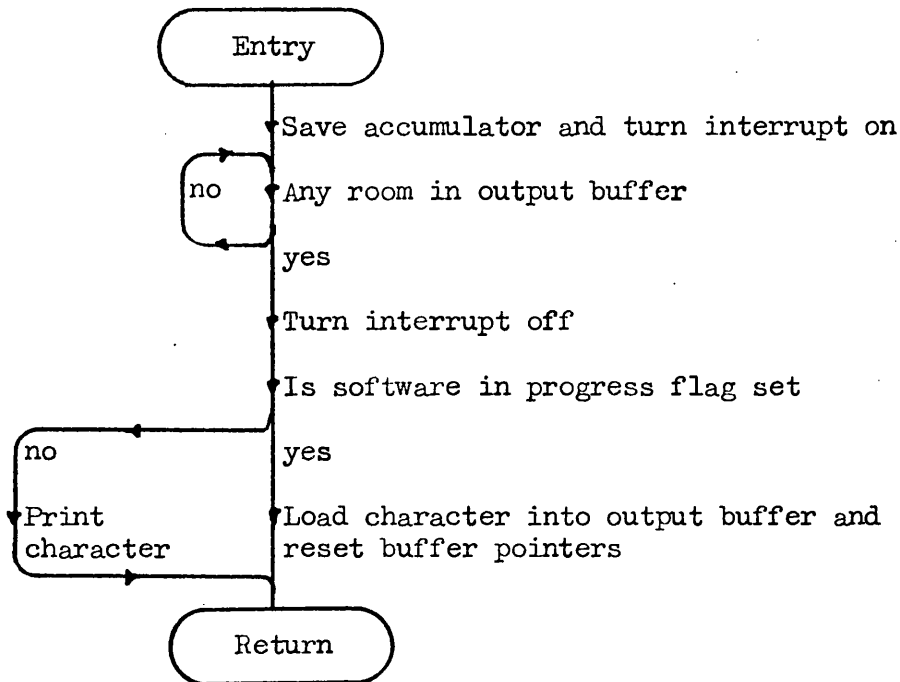 Entry
Save accumulator and turn interrupt on
no
Any room in output buffer
yes
Turn interrupt off
Is software in progress flag set
no
yes
Print
character
Load character into output buffer and
reset buffer pointers
Return